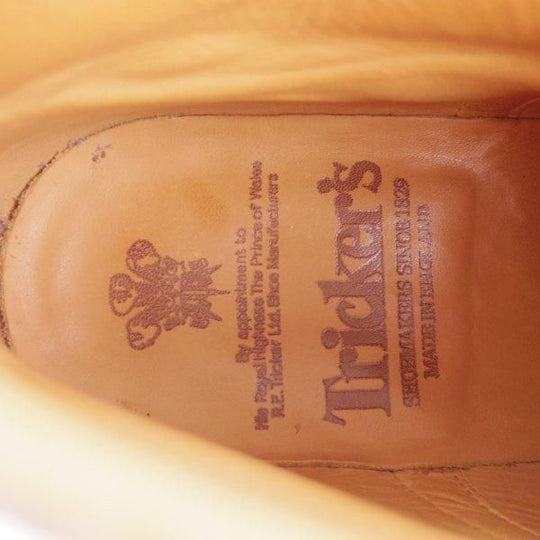 By appointment to
His Royal Highness The Prince of Wales
R.E. Tricker Ltd. Shoe Manufacturers
Tricker's
SHOEMAKERS SINCE 1829
MADE IN ENGLAND